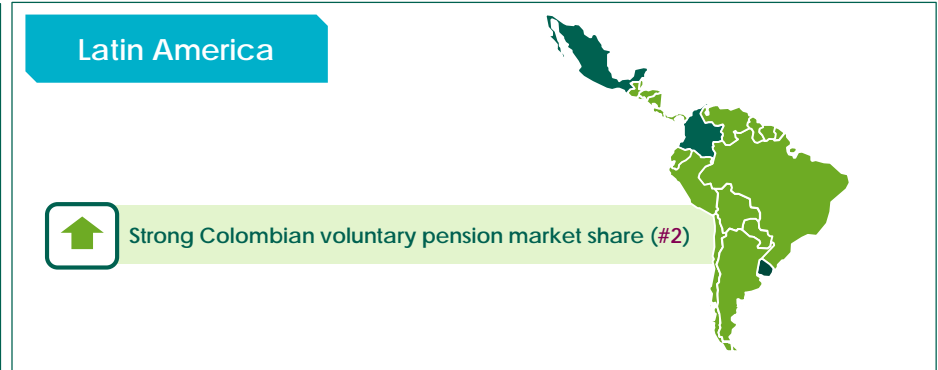 Latin America
Strong Colombian voluntary pension market share (#2)